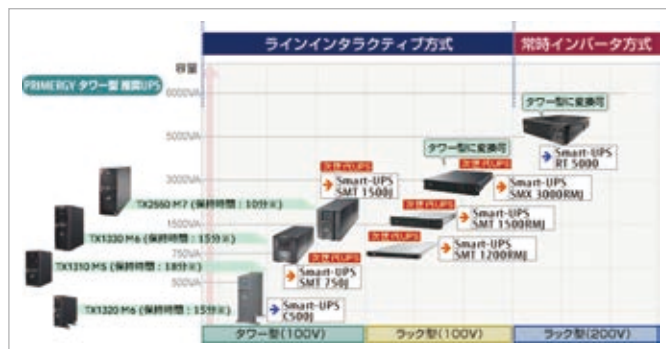 ラインインタラクティブ方式
常時インバータ方式
容量
PRIMERGY タワー型 推奨UPS
6000VA
5000VA
3000VA
1500VA
750VA
500VA
タワー型に変換可
Smart-UPS
RT 5000
タワー型に変換可
次世代UPS
Smart-UPS
SMX 3000RMJ
次世代UPS
Smart-UPS
SMT 1500J
次世代UPS
Smart-UPS
SMT 1500RMJ
次世代UPS
Smart-UPS
SMT 1200RMJ
次世代UPS
Smart-UPS
SMT 750J
Smart-UPS
C500J
TX2550 M7 (保持時間：10分※)
TX1330 M6 (保持時間：15分※)
TX1310 M5 (保持時間：18分※)
TX1320 M6 (保持時間：15分※)
タワー型(100V)
ラック型(100V)
ラック型(200V)